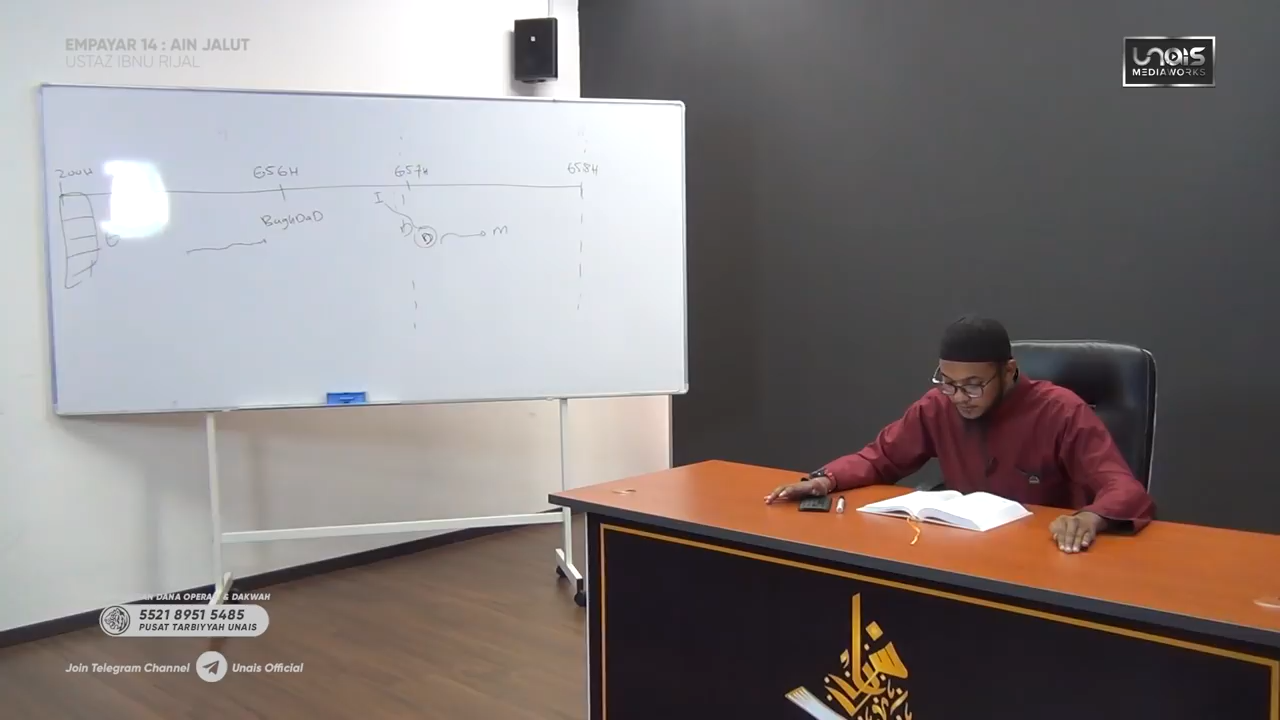 EMPAYAR 14 : AIN JALUT
USTAZ IBNU RIJAL
UNAIS
MEDIAWORKS
200H 656H 657H 658H
I
BaghDaD
D M
DANA OPERASI & DAKWAH
5521 8951 5485
PUSAT TARBIYYAH UNAIS
Join Telegram Channel Unais Official